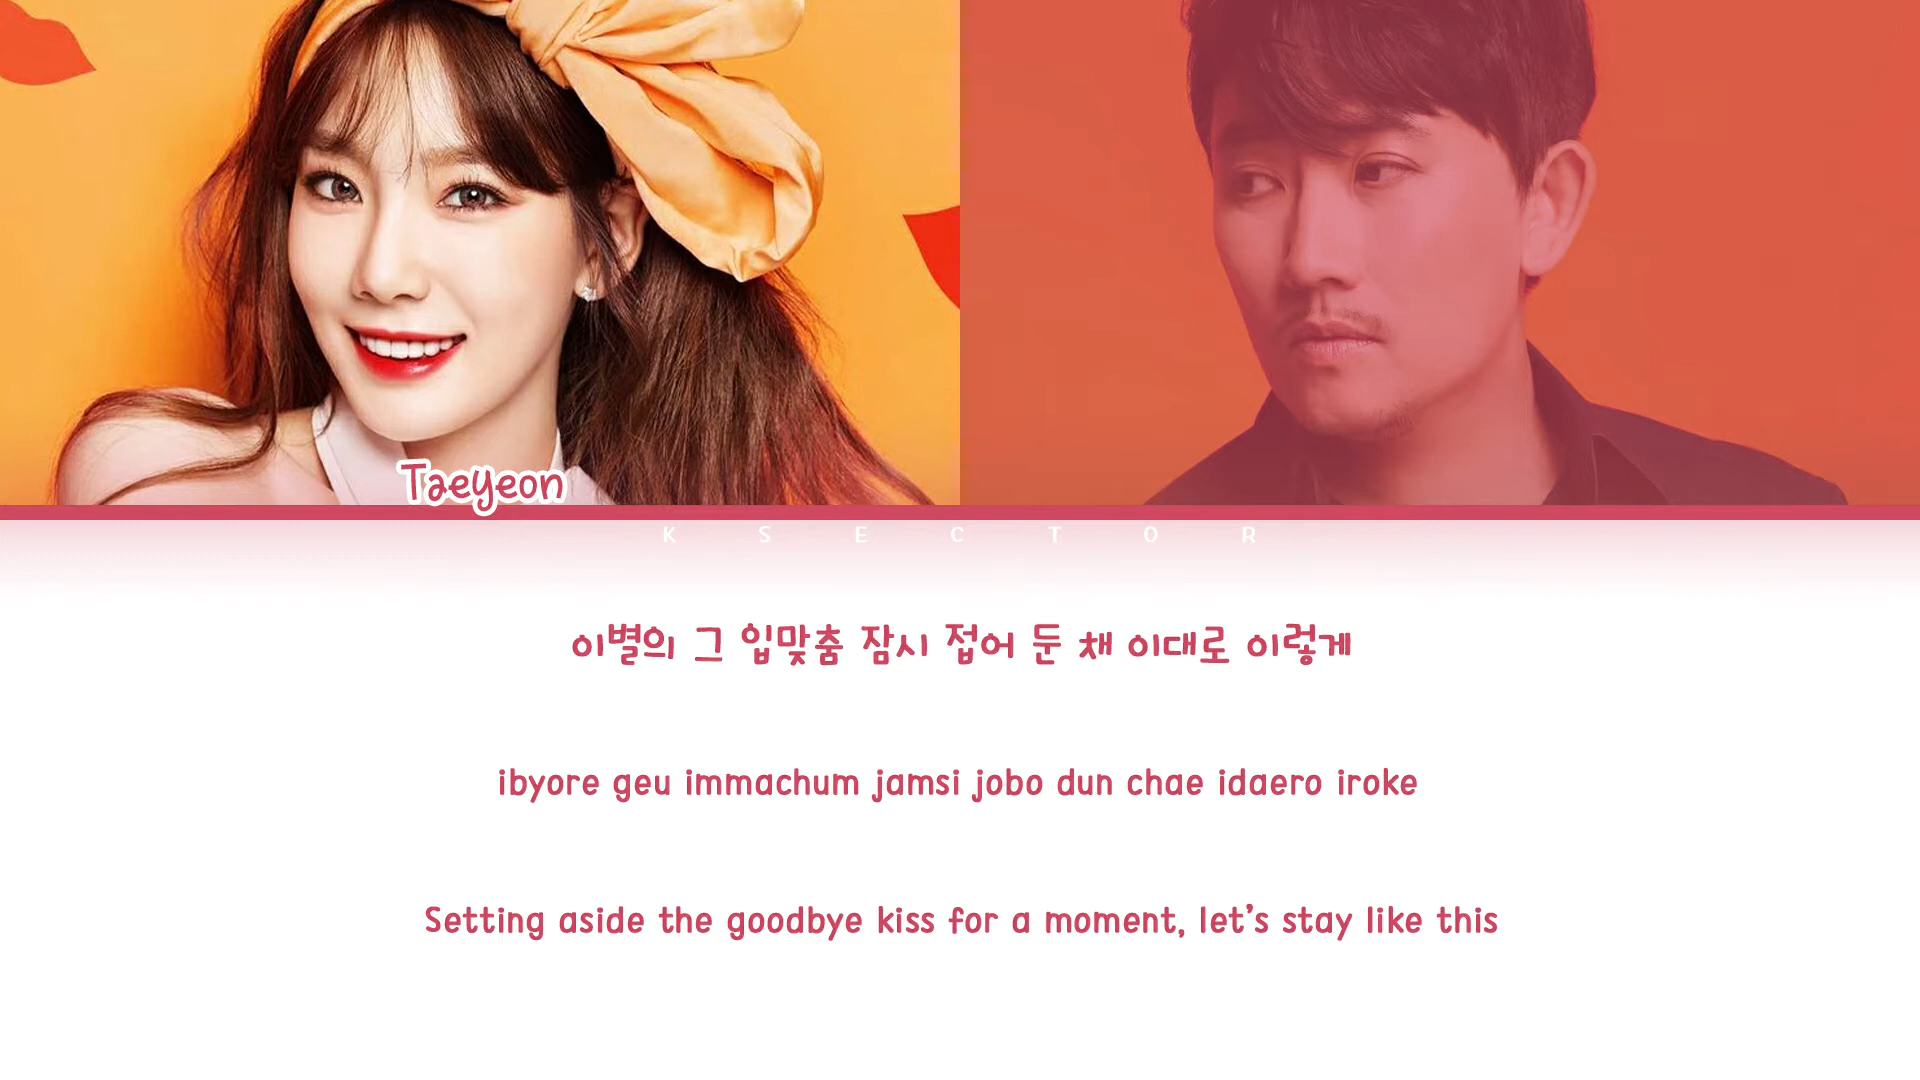 Taeyeon
K S E C T O R
이별의 그 입맞춤 잠시 접어 둔 채 이대로 이렇게
ibyore geu immachum jamsi jobo dun chae idaero iroke
Setting aside the goodbye kiss for a moment, let's stay like this